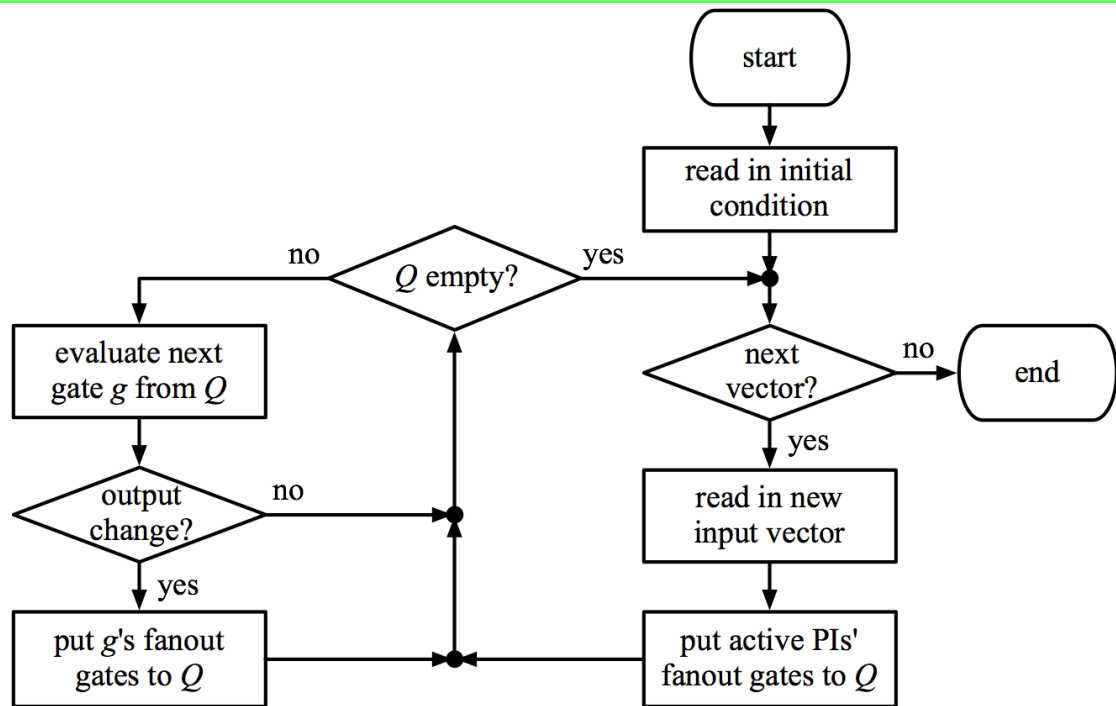 start
read in initial
condition
no
Q empty?
yes
evaluate next
gate g from Q
next
vector?
no
end
yes
output
change?
no
read in new
input vector
yes
put g's fanout
gates to Q
put active PIs'
fanout gates to Q